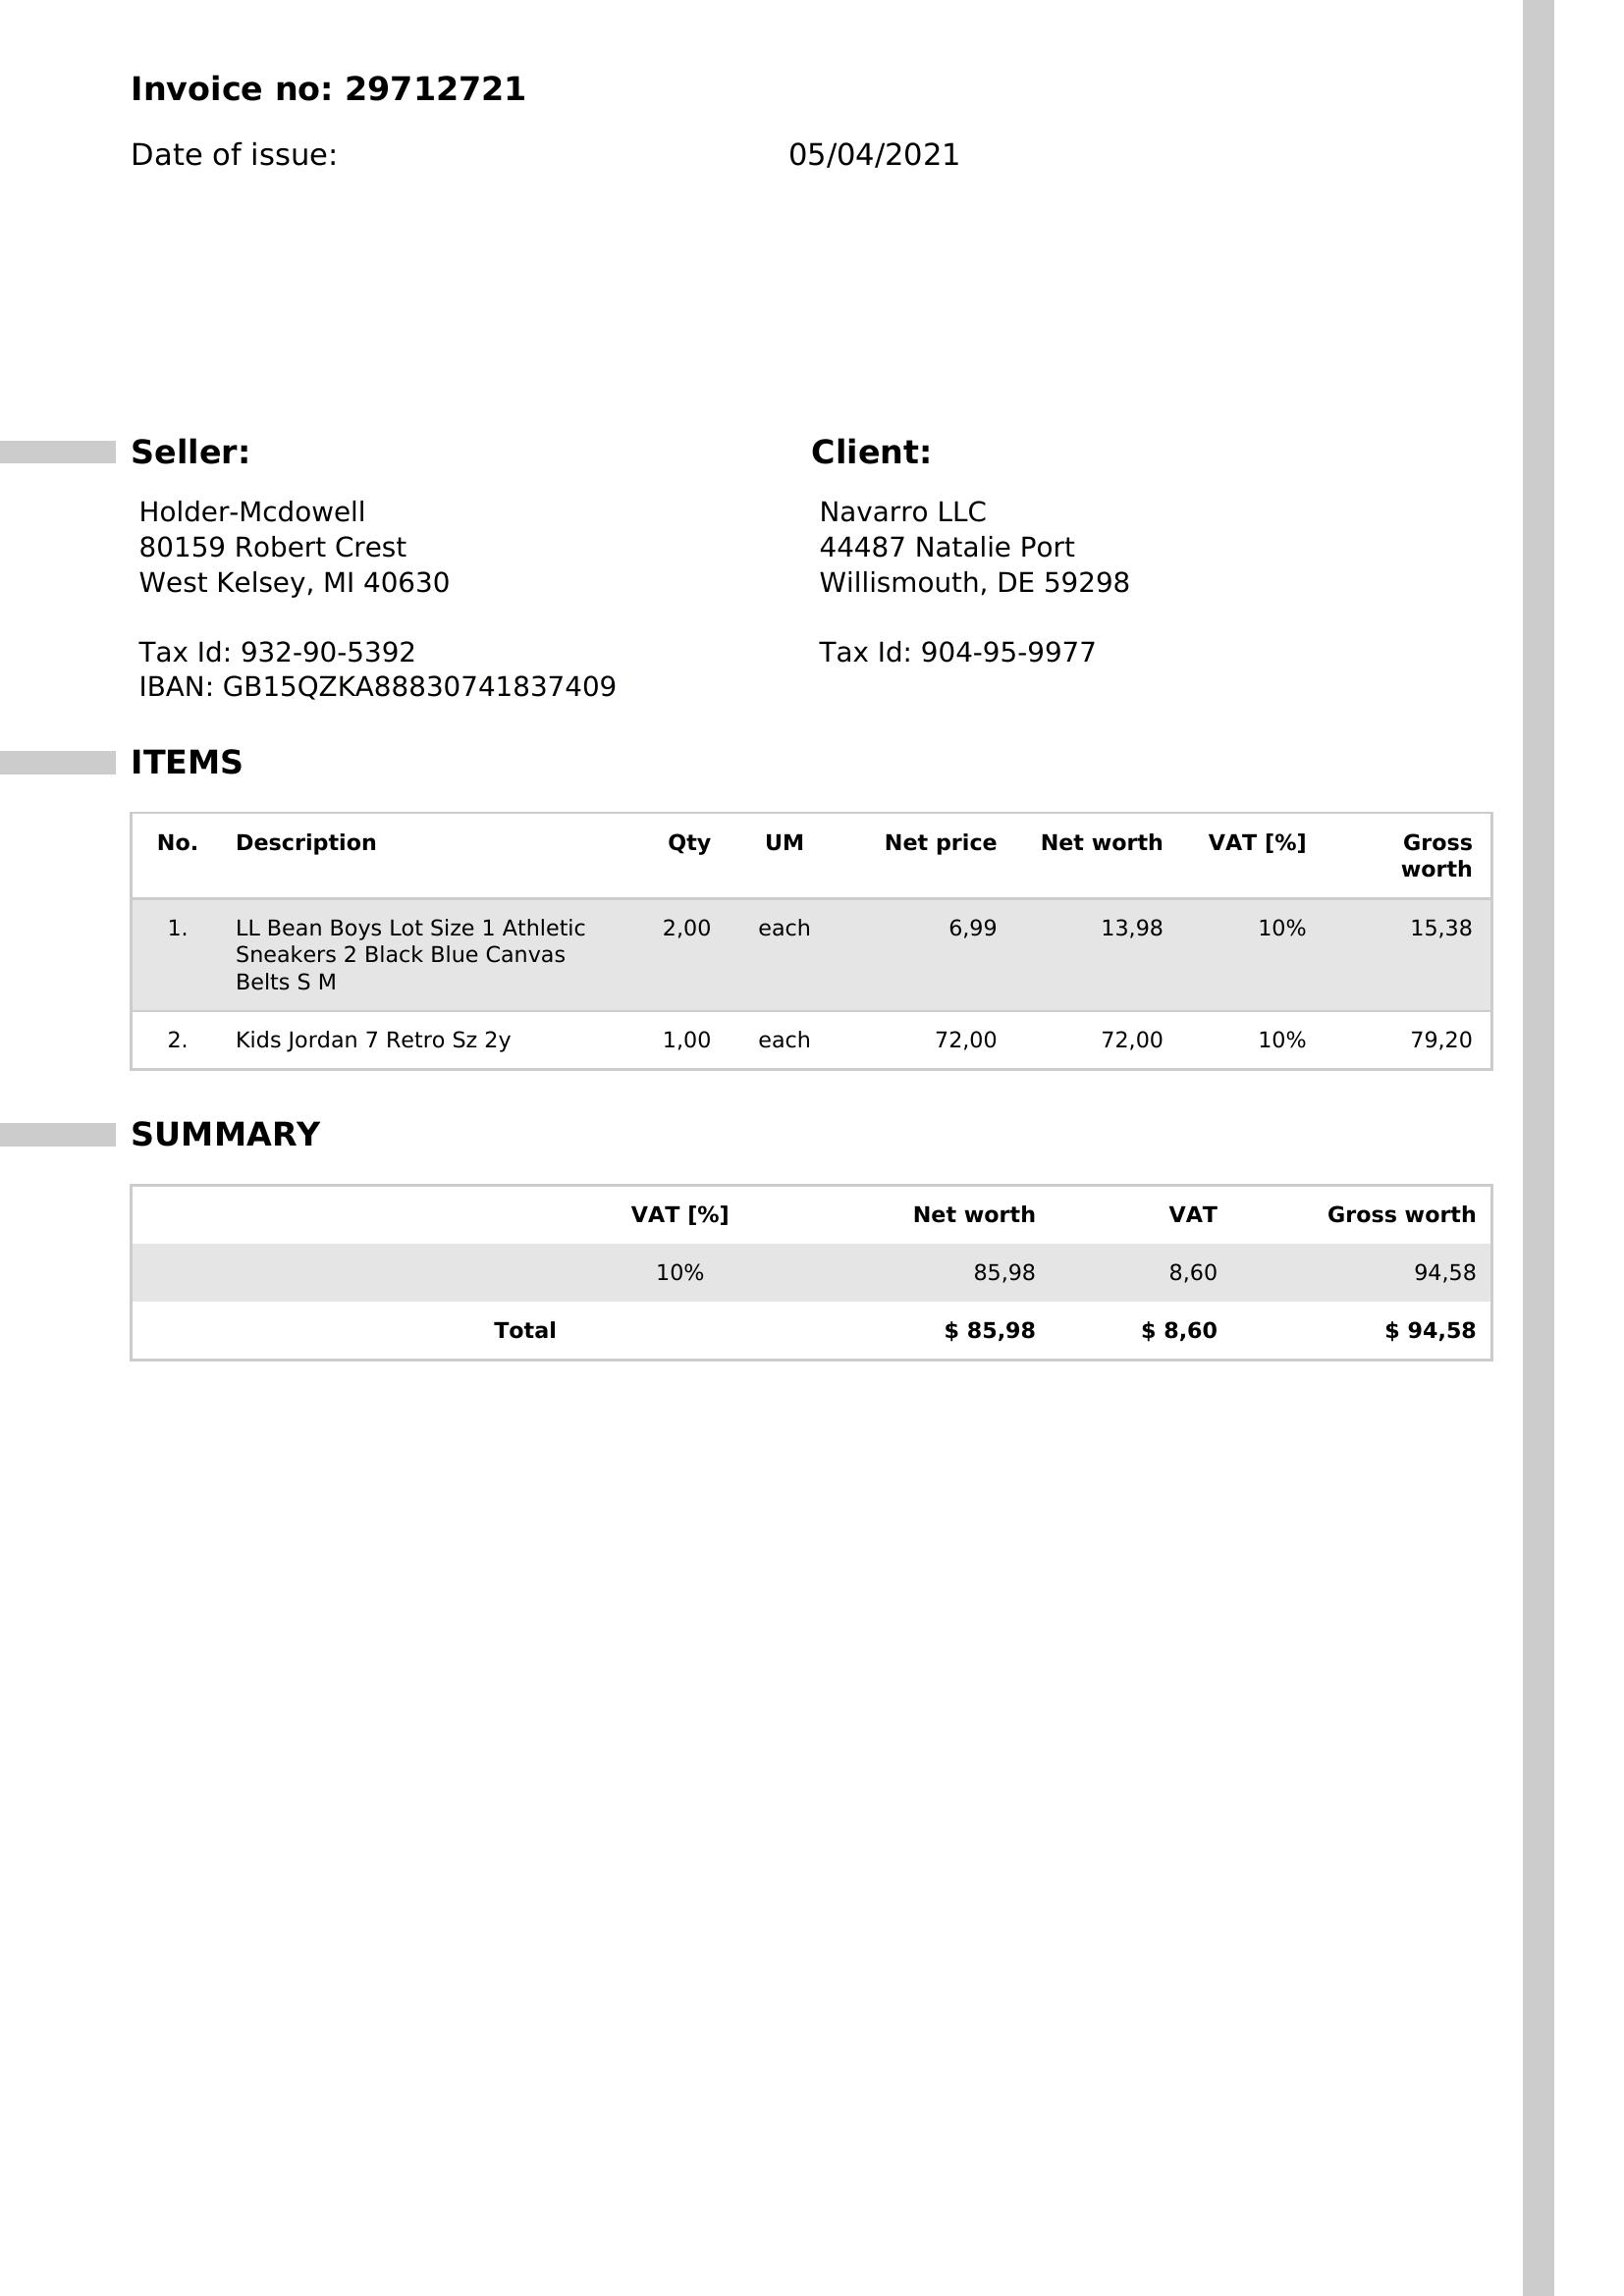 Invoice no: 29712721
Date of issue: 05/04/2021
Seller:
Holder-Mcdowell
80159 Robert Crest
West Kelsey, MI 40630
Tax Id: 932-90-5392
IBAN: GB15QZKA88830741837409
Client:
Navarro LLC
44487 Natalie Port
Willismouth, DE 59298
Tax Id: 904-95-9977
ITEMS
No. Description Qty UM Net price Net worth VAT [%] Gross
worth
1. LL Bean Boys Lot Size 1 Athletic 2,00 each 6,99 13,98 10% 15,38
Sneakers 2 Black Blue Canvas
Belts S M
2. Kids Jordan 7 Retro Sz 2y 1,00 each 72,00 72,00 10% 79,20
SUMMARY
VAT [%] Net worth VAT Gross worth
10% 85,98 8,60 94,58
Total $ 85,98 $ 8,60 $ 94,58